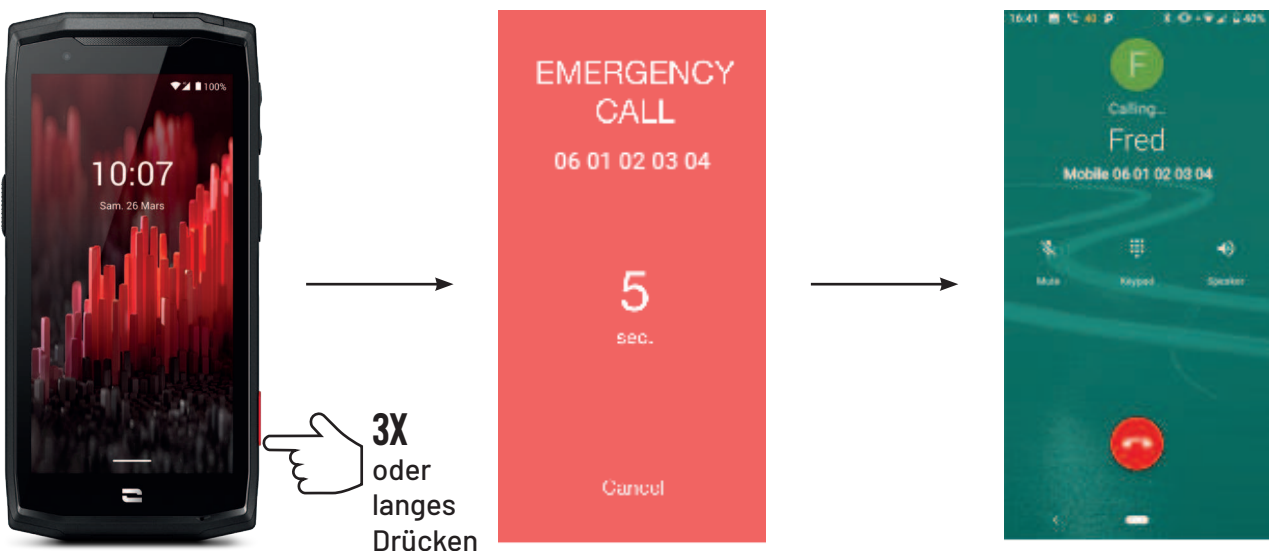 100%
10:07
Sam. 26 Mars
3X
oder
langes
Drücken
EMERGENCY
CALL
06 01 02 03 04
5
sec.
Cancel
16:41 40 P 40%
F
Calling...
Fred
Mobile 06 01 02 03 04
Mute Keypad Speaker